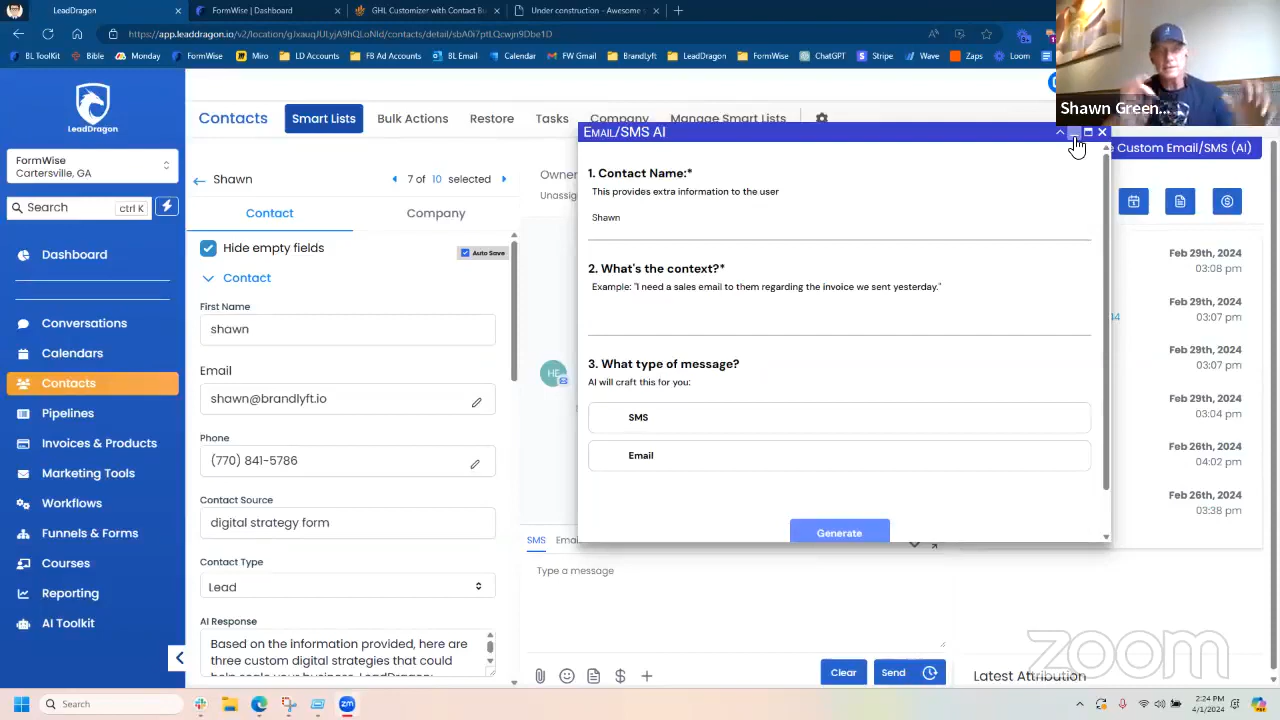 LeadDragon
FormWise | Dashboard
GHL Customizer with Contact Bu
Under construction - Awesome
https://app.leaddragon.io/v2/location/gJxauqJUlyjA9hQLoNId/contacts/detail/sbA0i7ptLQcwjn9Dbe1D
BL ToolKit
Bible
Monday
FormWise
Miro
LD Accounts
FB Ad Accounts
BL Email
Calendar
FW Gmail
BrandLyft
LeadDragon
FormWise
ChatGPT
Stripe
Wave
Zaps
Loom
Shawn Green...
LeadDragon
FormWise
Cartersville, GA
Search
ctrl K
Dashboard
Conversations
Calendars
Contacts
Pipelines
Invoices & Products
Marketing Tools
Workflows
Funnels & Forms
Courses
Reporting
AI Toolkit
Contacts
Smart Lists
Bulk Actions
Restore
Tasks
Company
Manage Smart Lists
Shawn
7 of 10 selected
Contact
Company
Hide empty fields
Auto Save
Contact
First Name
shawn
Email
shawn@brandlyft.io
Phone
(770) 841-5786
Contact Source
digital strategy form
Contact Type
Lead
AI Response
Based on the information provided, here are
three custom digital strategies that could
help scale your business, LeadDragon:
Owner
Unassig
HE
EMAIL/SMS AI
1. Contact Name:*
This provides extra information to the user
Shawn
2. What's the context?*
Example: "I need a sales email to them regarding the invoice we sent yesterday."
3. What type of message?
AI will craft this for you:
SMS
Email
Generate
SMS
Emai
Type a message
Clear
Send
e Custom Email/SMS (AI)
Feb 29th, 2024
03:08 pm
Feb 29th, 2024
44
03:07 pm
Feb 29th, 2024
03:07 pm
Feb 29th, 2024
03:04 pm
Feb 26th, 2024
04:02 pm
Feb 26th, 2024
03:38 pm
Latest Attribution
zoom
Search
zm
2:24 PM
4/1/2024